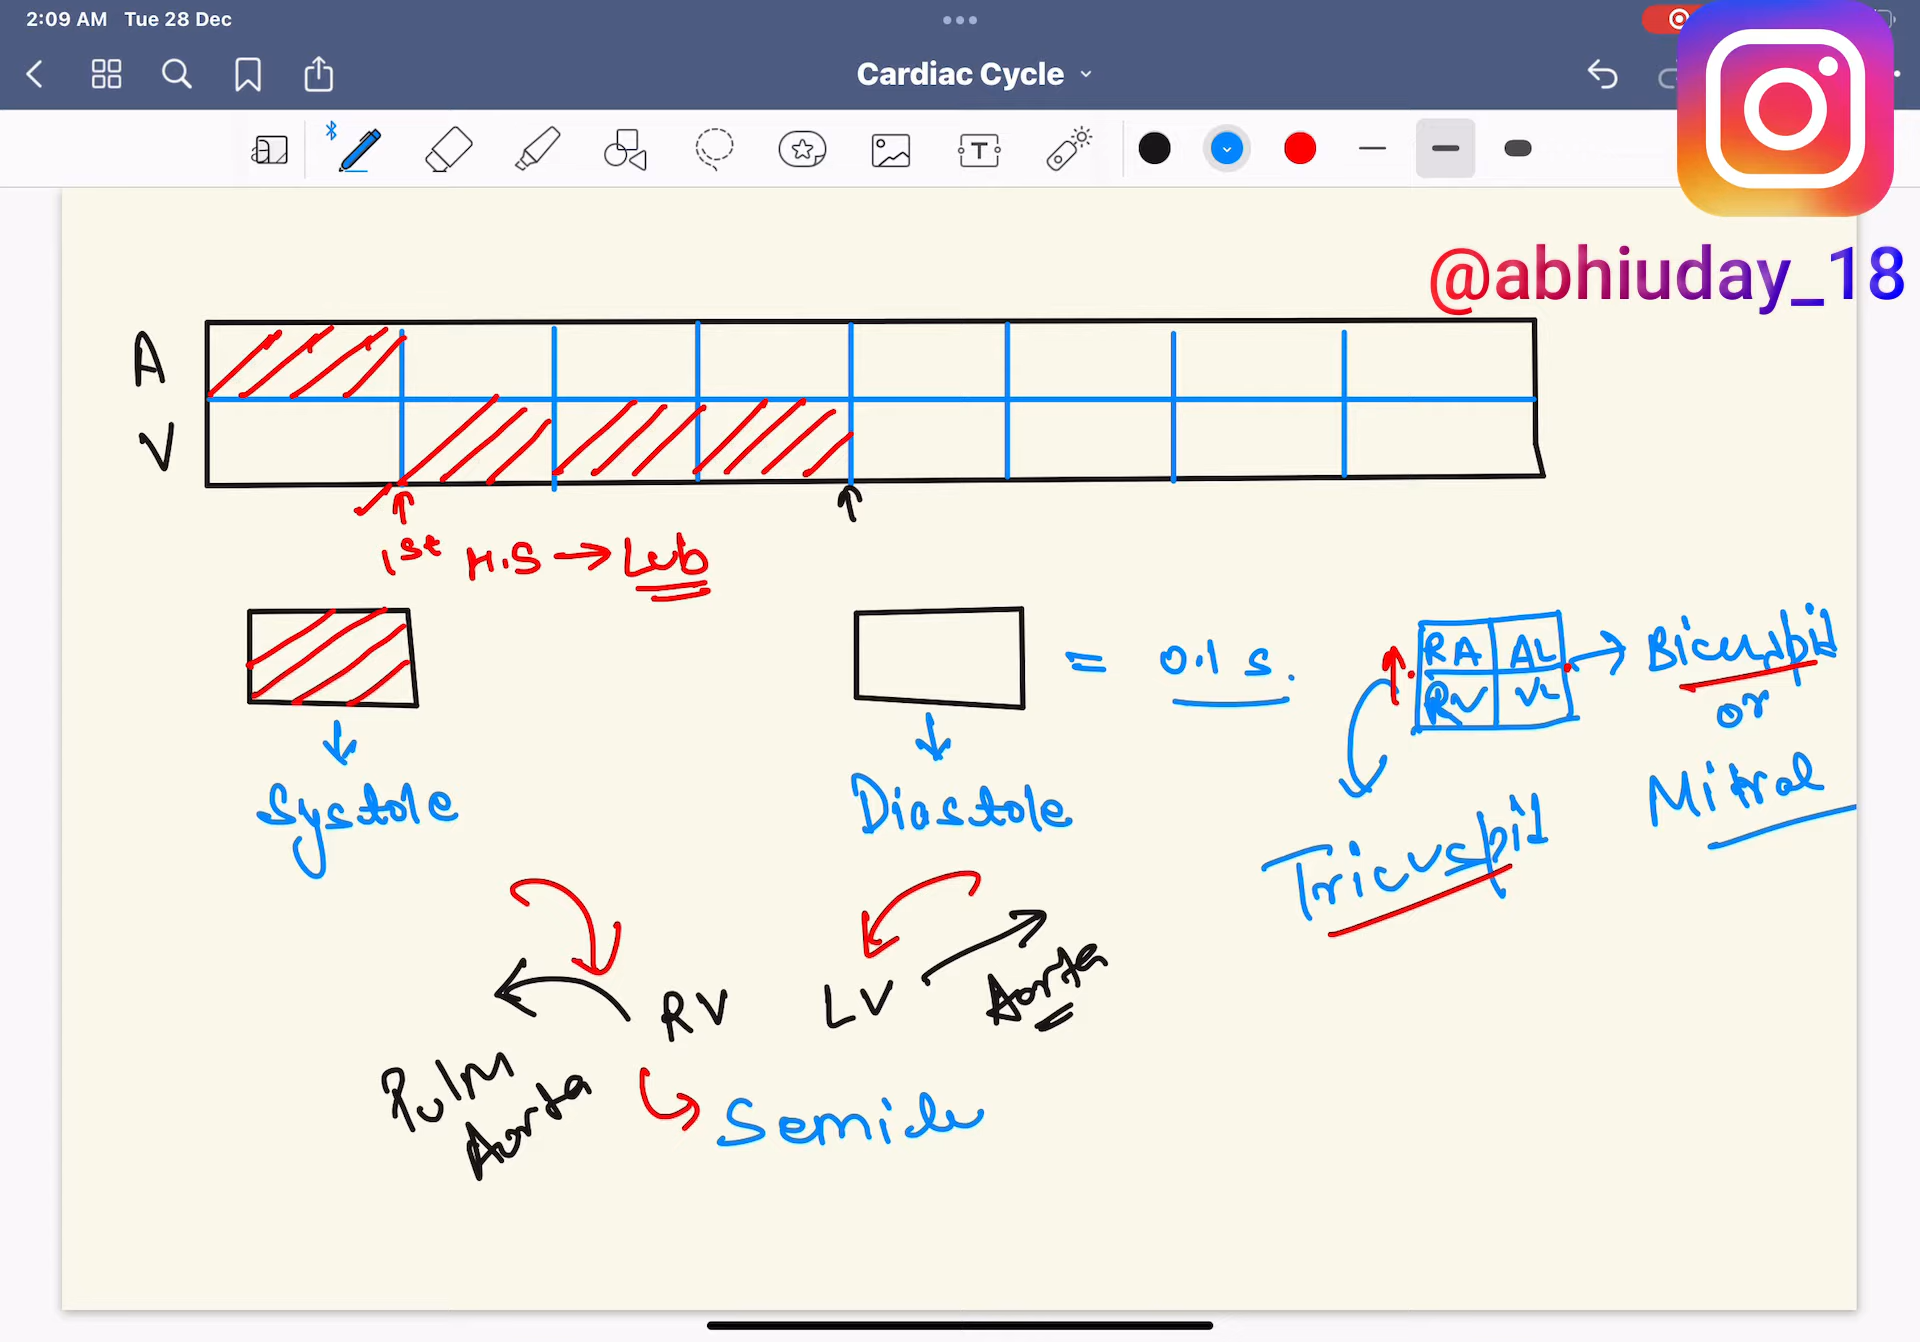 2:09 AM Tue 28 Dec
Cardiac Cycle
@abhiuday_18
A
V
1st H.S → Lub
= 0.1 s.
RA AL → Bicuspid
RV VL
or
Mitral
Systole
Diastole
Tricuspid
RV LV Aorta
Pulm
Aorta
Semilu